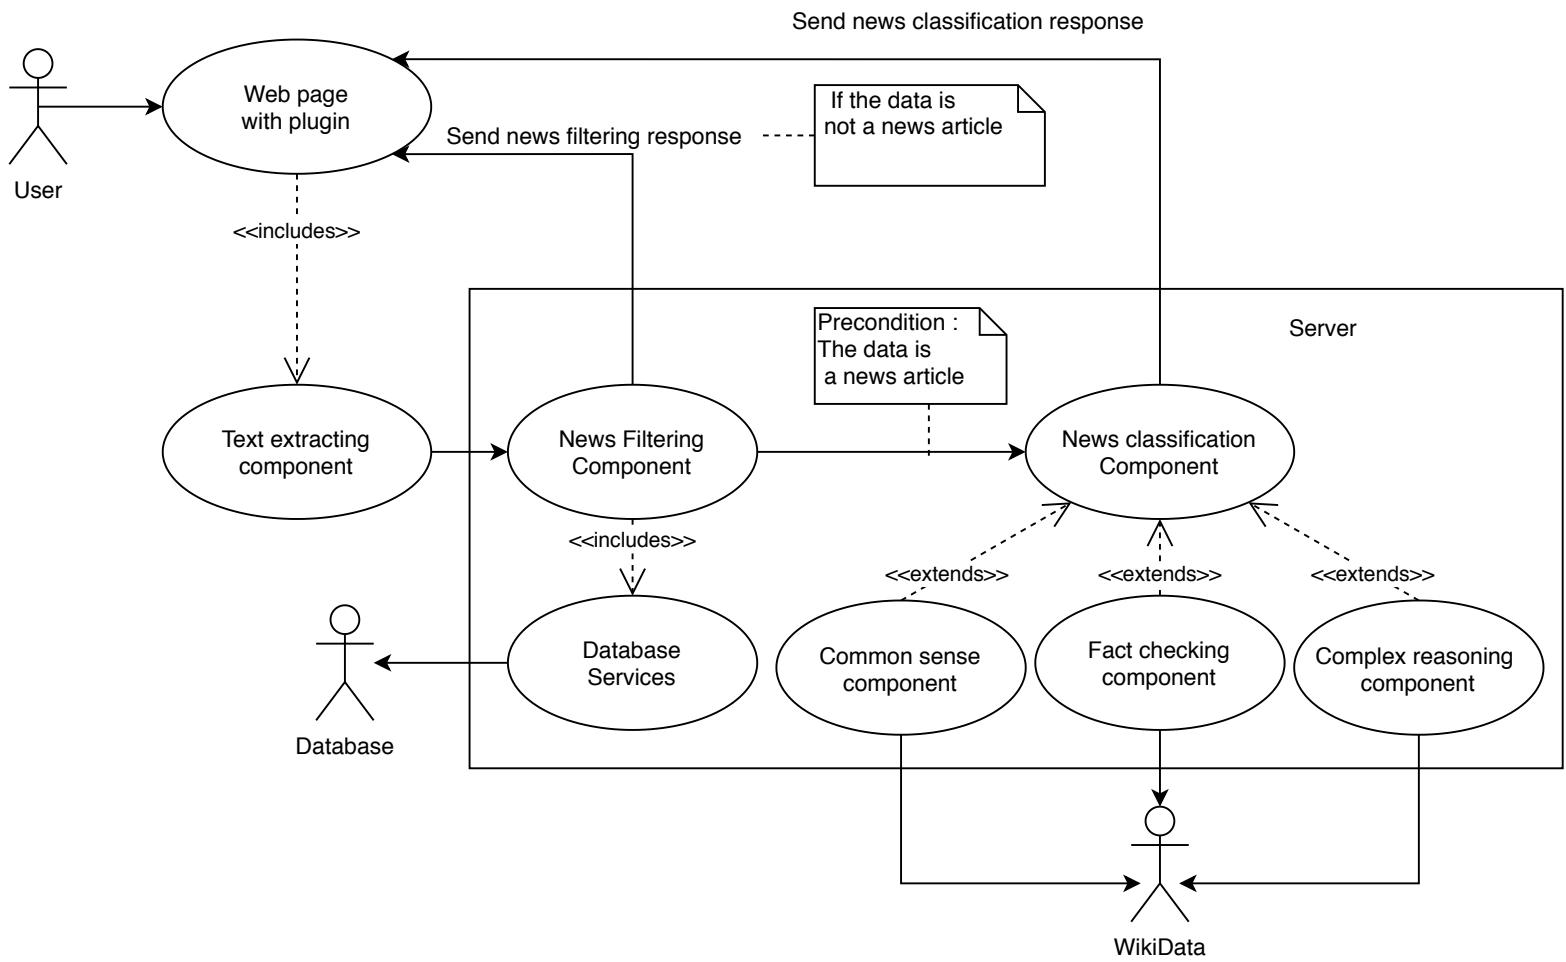 Send news classification response
Web page
with plugin
If the data is
not a news article
Send news filtering response
User
<<includes>>
Server
Precondition :
The data is
a news article
Text extracting
component
News Filtering
Component
News classification
Component
<<includes>>
<<extends>>
<<extends>>
<<extends>>
Database
Services
Common sense
component
Fact checking
component
Complex reasoning
component
Database
WikiData